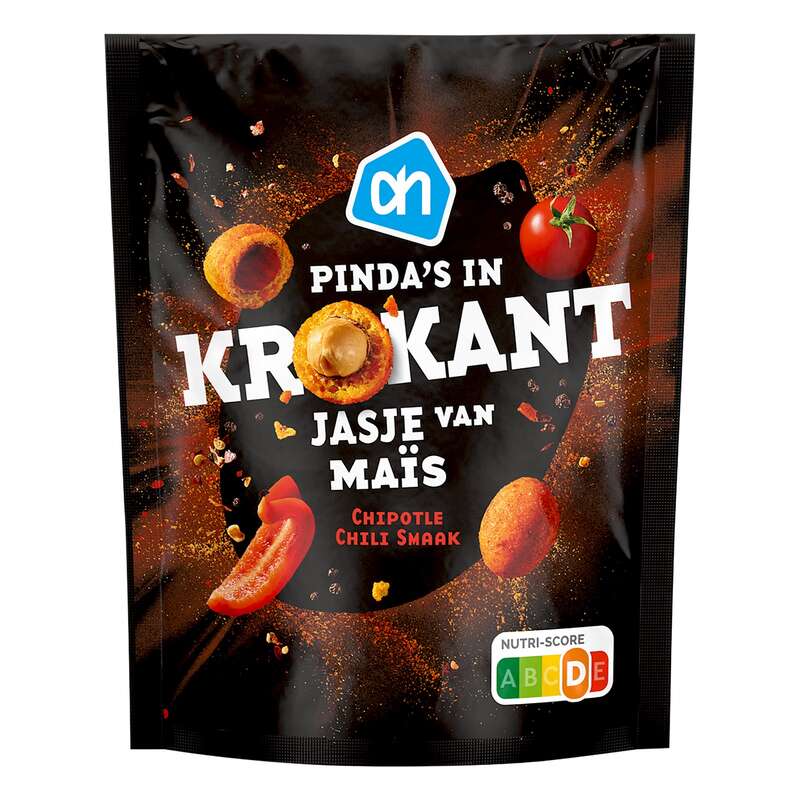 ah
PINDA'S IN
KROKANT
JASJE VAN
MAÏS
CHIPOTLE
CHILI SMAAK
NUTRI-SCORE
A B C D E